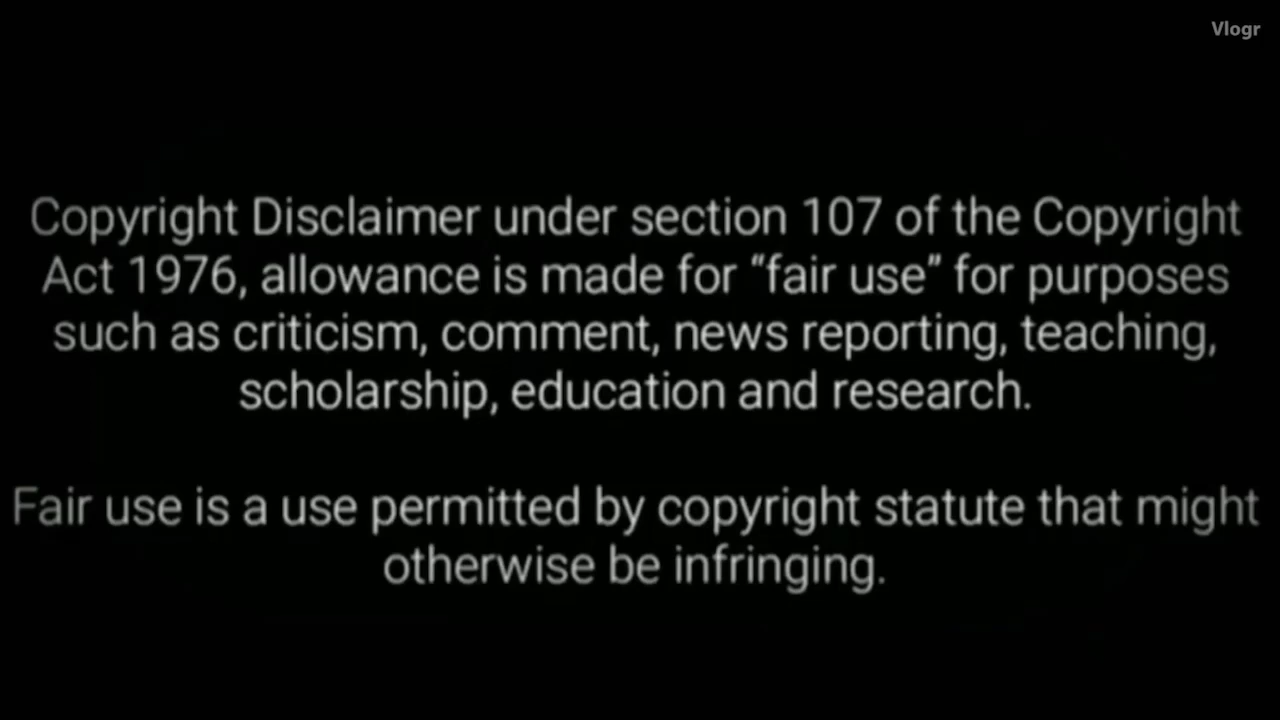 Vlogr
Copyright Disclaimer under section 107 of the Copyright
Act 1976, allowance is made for “fair use” for purposes
such as criticism, comment, news reporting, teaching,
scholarship, education and research.
Fair use is a use permitted by copyright statute that might
otherwise be infringing.